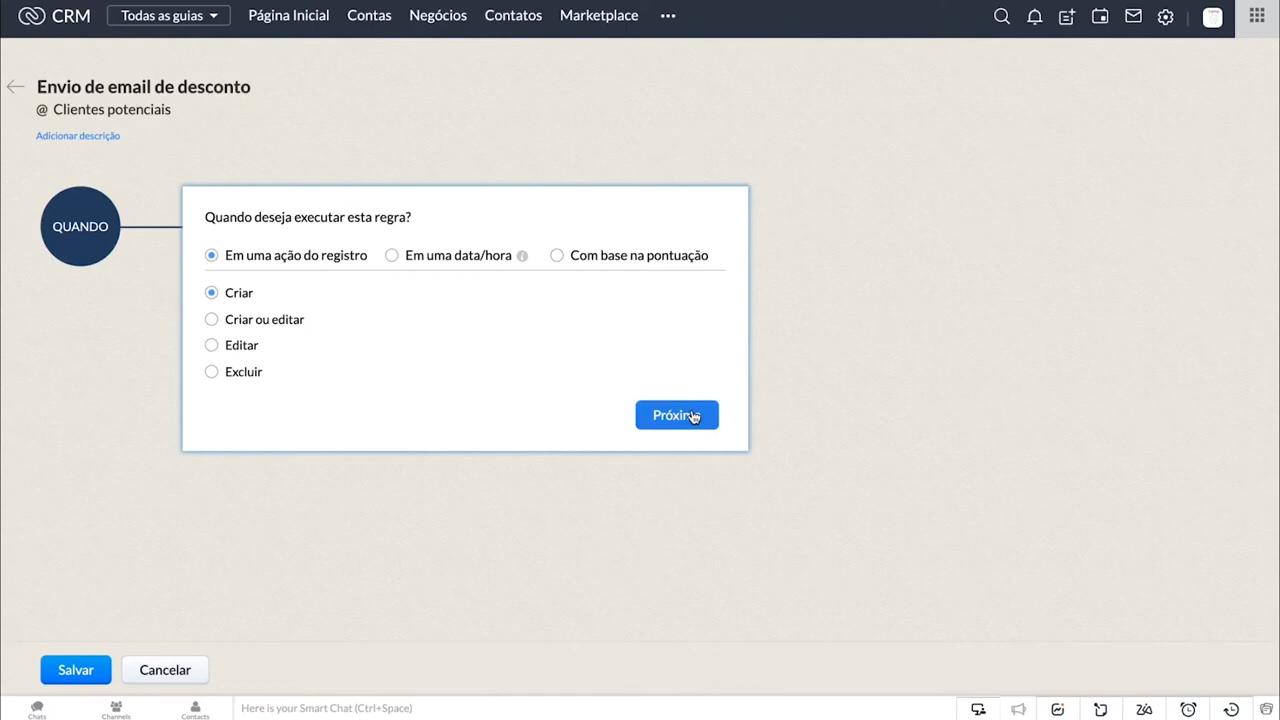 CRM Todas as guias Página Inicial Contas Negócios Contatos Marketplace •••
Envio de email de desconto
@ Clientes potenciais
Adicionar descrição
QUANDO
Quando deseja executar esta regra?
Em uma ação do registro Em uma data/hora Com base na pontuação
Criar
Criar ou editar
Editar
Excluir
Salvar Cancelar
Chats Channels Contacts Here is your Smart Chat (Ctrl+Space)